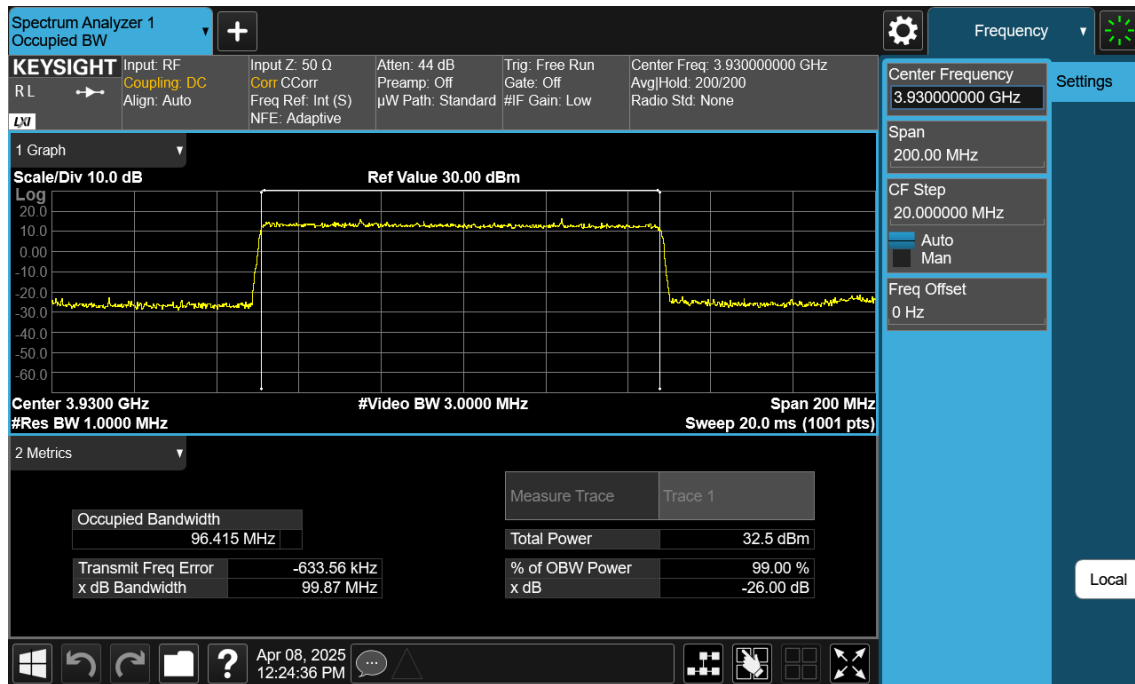 Spectrum Analyzer 1
Occupied BW
+
Frequency
KEYSIGHT
RL
LXI
Input: RF
Coupling: DC
Align: Auto
Input Z: 50 Ω
Corr CCorr
Freq Ref: Int (S)
NFE: Adaptive
Atten: 44 dB
Preamp: Off
µW Path: Standard
Trig: Free Run
Gate: Off
#IF Gain: Low
Center Freq: 3.930000000 GHz
Avg|Hold: 200/200
Radio Std: None
Center Frequency
3.930000000 GHz
Settings
Span
200.00 MHz
CF Step
20.000000 MHz
Auto
Man
Freq Offset
0 Hz
Local
1 Graph
Scale/Div 10.0 dB
Ref Value 30.00 dBm
Log
20.0
10.0
0.00
-10.0
-20.0
-30.0
-40.0
-50.0
-60.0
Center 3.9300 GHz
#Video BW 3.0000 MHz
Span 200 MHz
#Res BW 1.0000 MHz
Sweep 20.0 ms (1001 pts)
2 Metrics
Measure Trace
Trace 1
Occupied Bandwidth
96.415 MHz
Total Power
32.5 dBm
Transmit Freq Error
-633.56 kHz
% of OBW Power
99.00 %
x dB Bandwidth
99.87 MHz
x dB
-26.00 dB
?
Apr 08, 2025
12:24:36 PM